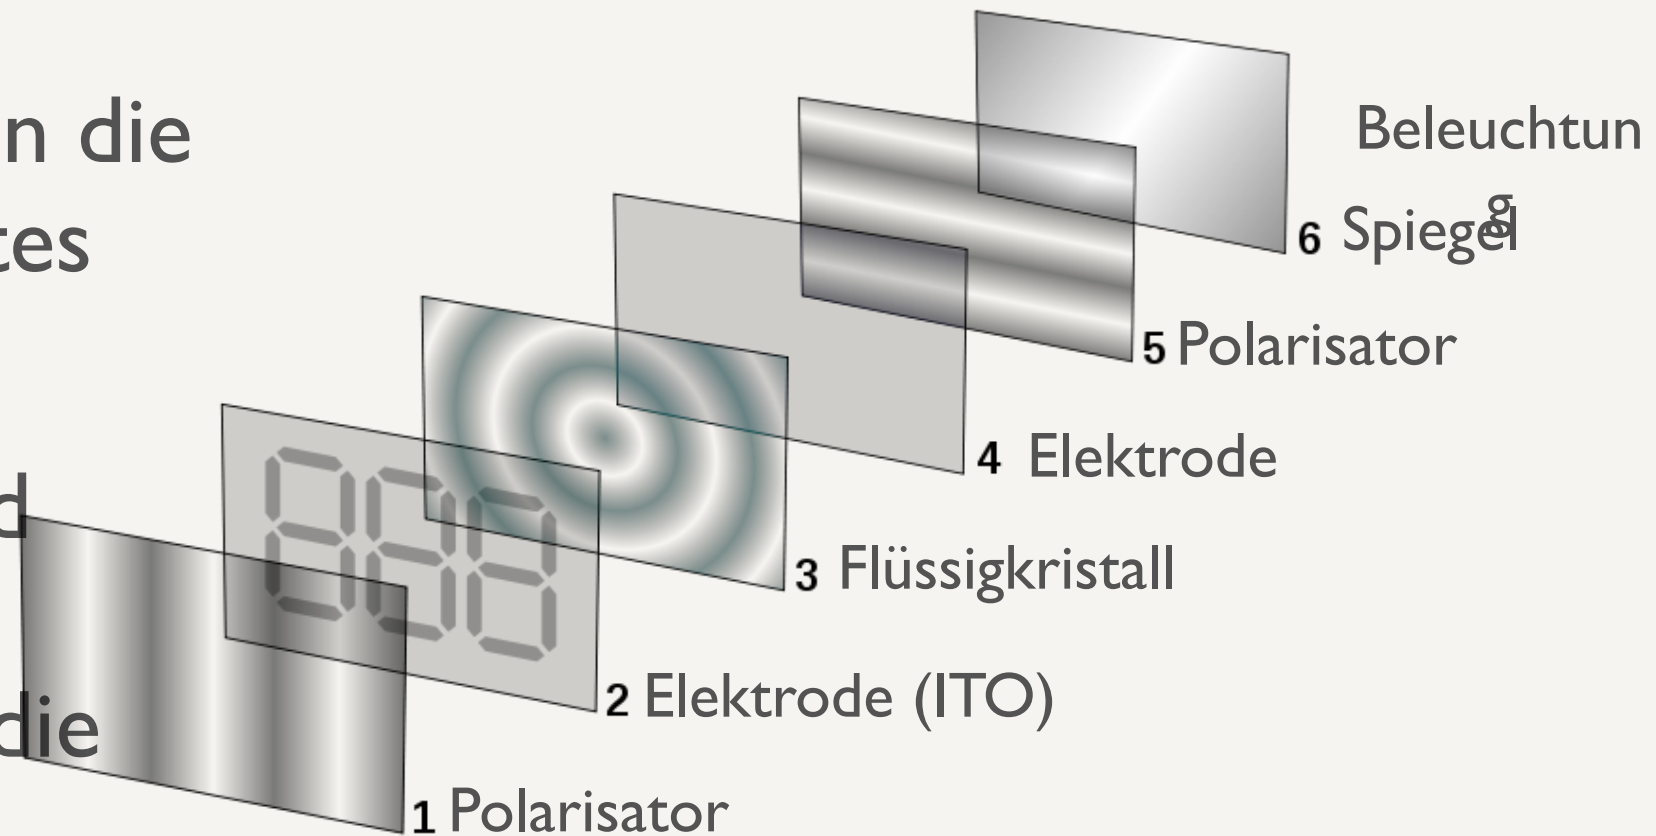 n die
tes
d
die
Beleuchtun
g
6 Spiegel
5 Polarisator
4 Elektrode
3 Flüssigkristall
2 Elektrode (ITO)
1 Polarisator